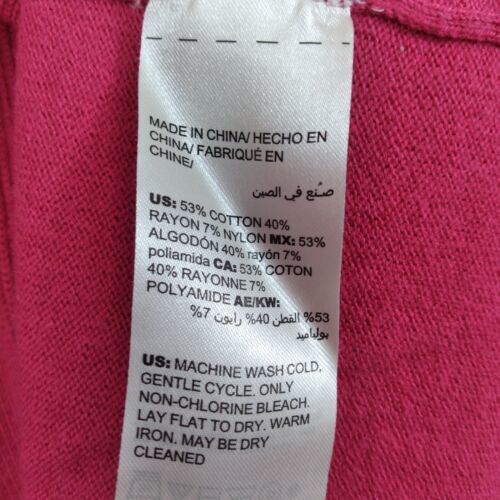 MADE IN CHINA/ HECHO EN
CHINA/ FABRIQUÉ EN
CHINE/
صنع في الصين
US: 53% COTTON 40%
RAYON 7% NYLON MX: 53%
ALGODÓN 40% rayón 7%
poliamida CA: 53% COTON
40% RAYONNE 7%
POLYAMIDE AE/KW:
53% القطن 40% رايون 7%
بولياميد
US: MACHINE WASH COLD,
GENTLE CYCLE. ONLY
NON-CHLORINE BLEACH.
LAY FLAT TO DRY. WARM
IRON. MAY BE DRY
CLEANED